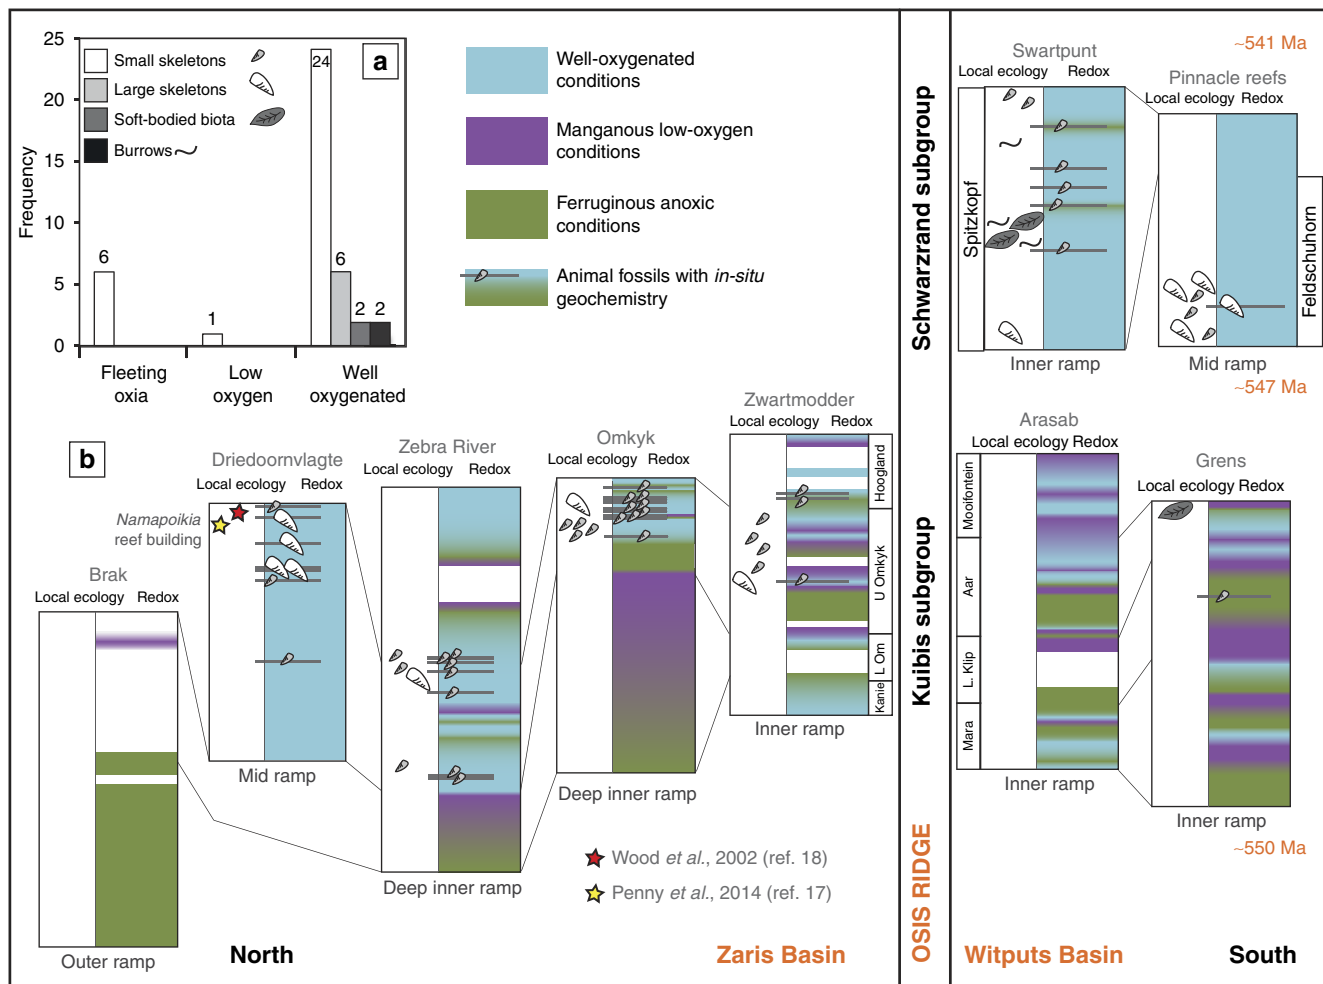 25
20
15
10
5
0
Frequency
Small skeletons
Large skeletons
Soft-bodied biota
Burrows
a
6
1
24
6
2
2
Fleeting oxia
Low oxygen
Well oxygenated
Well-oxygenated conditions
Manganous low-oxygen conditions
Ferruginous anoxic conditions
Animal fossils with in-situ geochemistry
b
Brak
Local ecology Redox
Outer ramp
Driedoornvlagte
Local ecology Redox
Namapoikia reef building
Mid ramp
Zebra River
Local ecology Redox
Deep inner ramp
Omkyk
Local ecology Redox
Deep inner ramp
Zwartmodder
Local ecology Redox
Hoogland
U Omkyk
L Om
Kanie
Inner ramp
Wood et al., 2002 (ref. 18)
Penny et al., 2014 (ref. 17)
North
Zaris Basin
Schwarzrand subgroup
Kuibis subgroup
OSIS RIDGE
Swartpunt
Local ecology Redox
Spitzkopf
Inner ramp
~541 Ma
Pinnacle reefs
Local ecology Redox
Feldschuhorn
Mid ramp
~547 Ma
Arasab
Local ecology Redox
Mooifontein
Aar
L. Klip
Mara
Inner ramp
Grens
Local ecology Redox
Inner ramp
~550 Ma
Witputs Basin
South